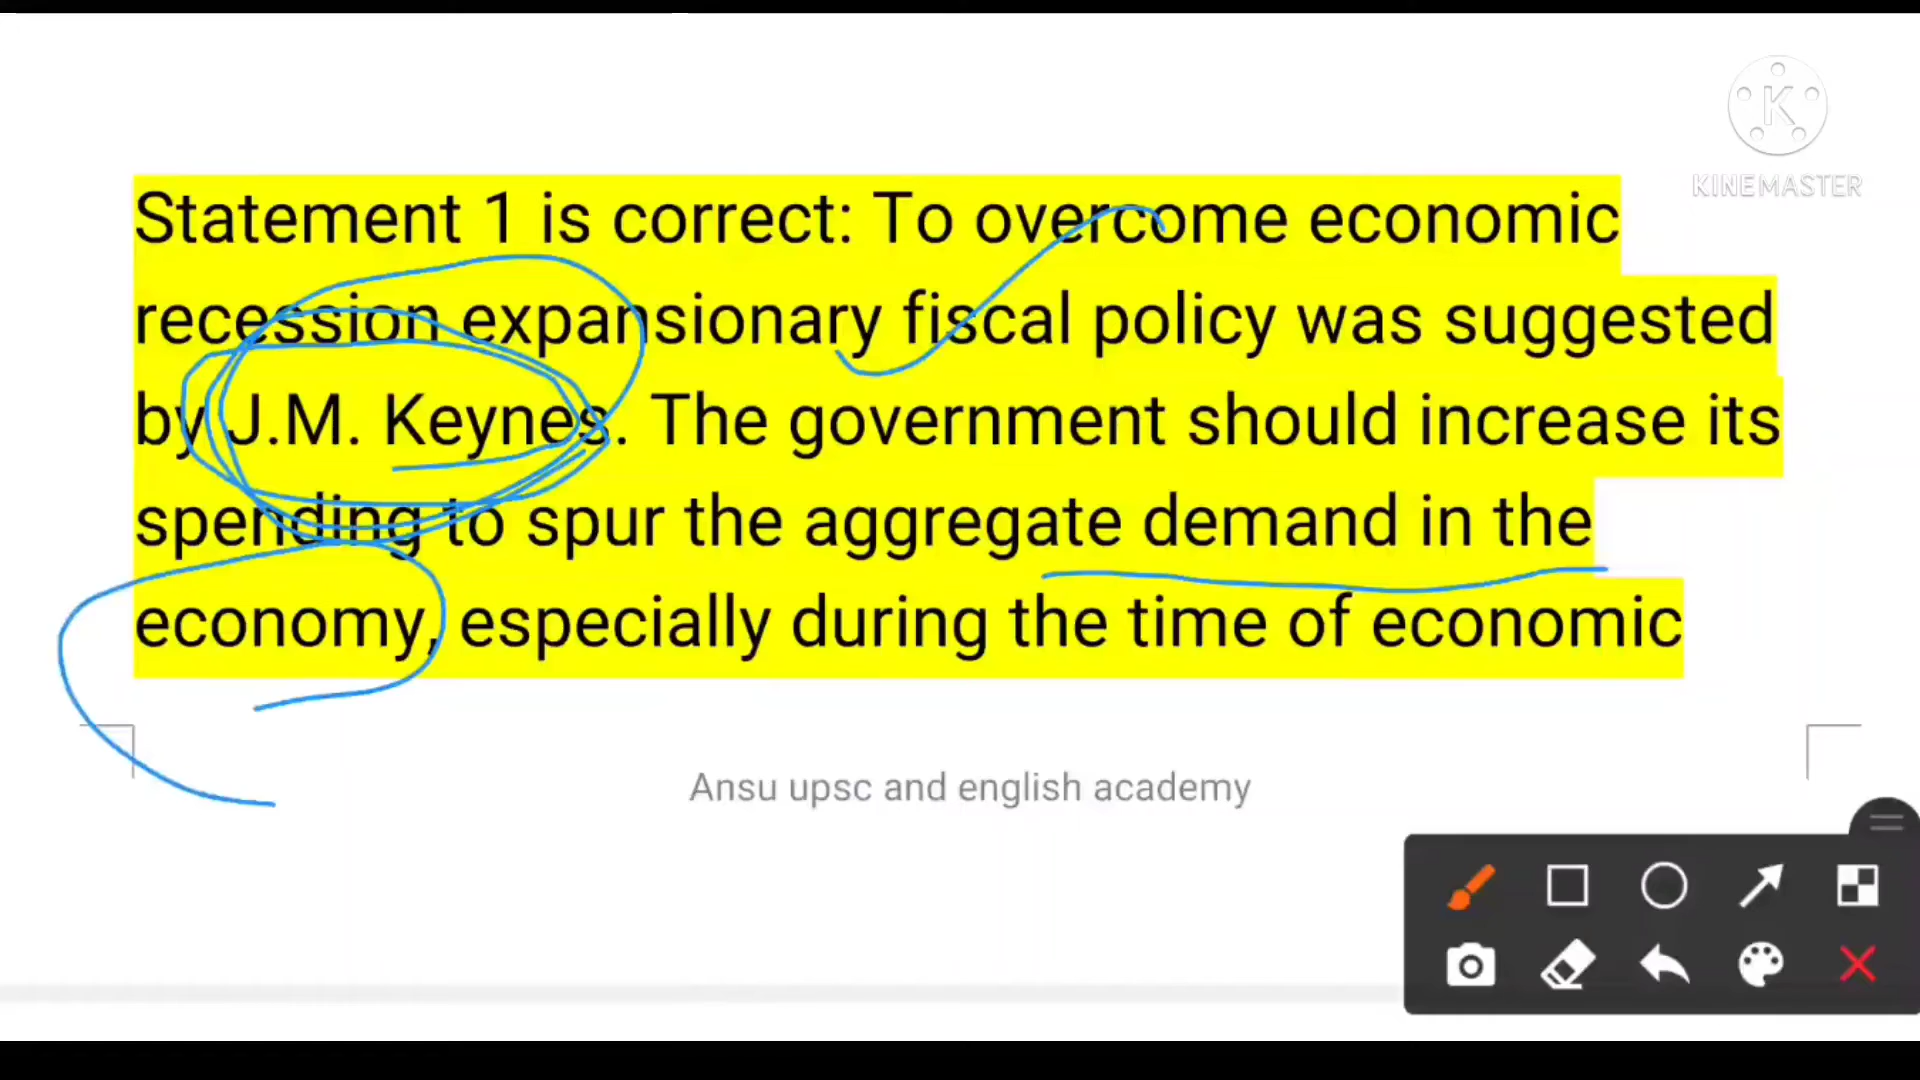 K
KINEMASTER
Statement 1 is correct: To overcome economic
recession expansionary fiscal policy was suggested
by J.M. Keynes. The government should increase its
spending to spur the aggregate demand in the
economy, especially during the time of economic
Ansu upsc and english academy